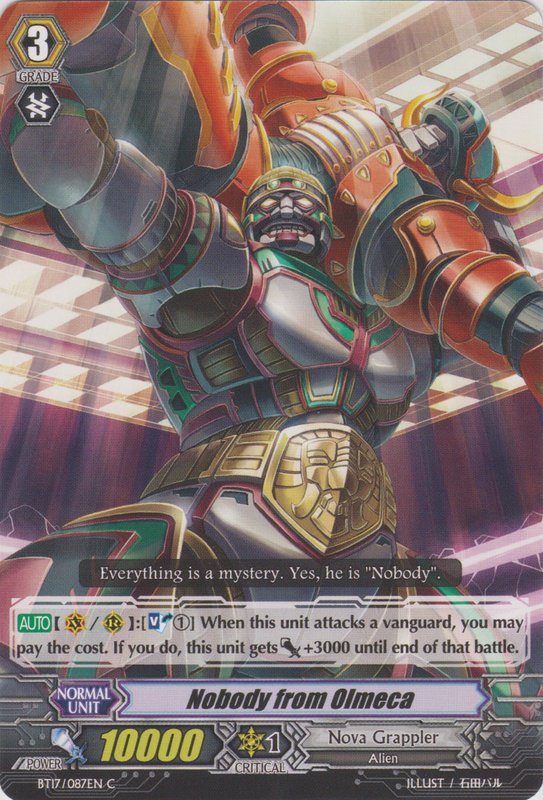 3
GRADE
Everything is a mystery. Yes, he is "Nobody".
AUTO [ V / R ]:[V ①] When this unit attacks a vanguard, you may
pay the cost. If you do, this unit gets +3000 until end of that battle.
NORMAL
UNIT
Nobody from Olmeca
POWER
10000
1
CRITICAL
Nova Grappler
Alien
BT17/087EN C
ILLUST / 石田バル